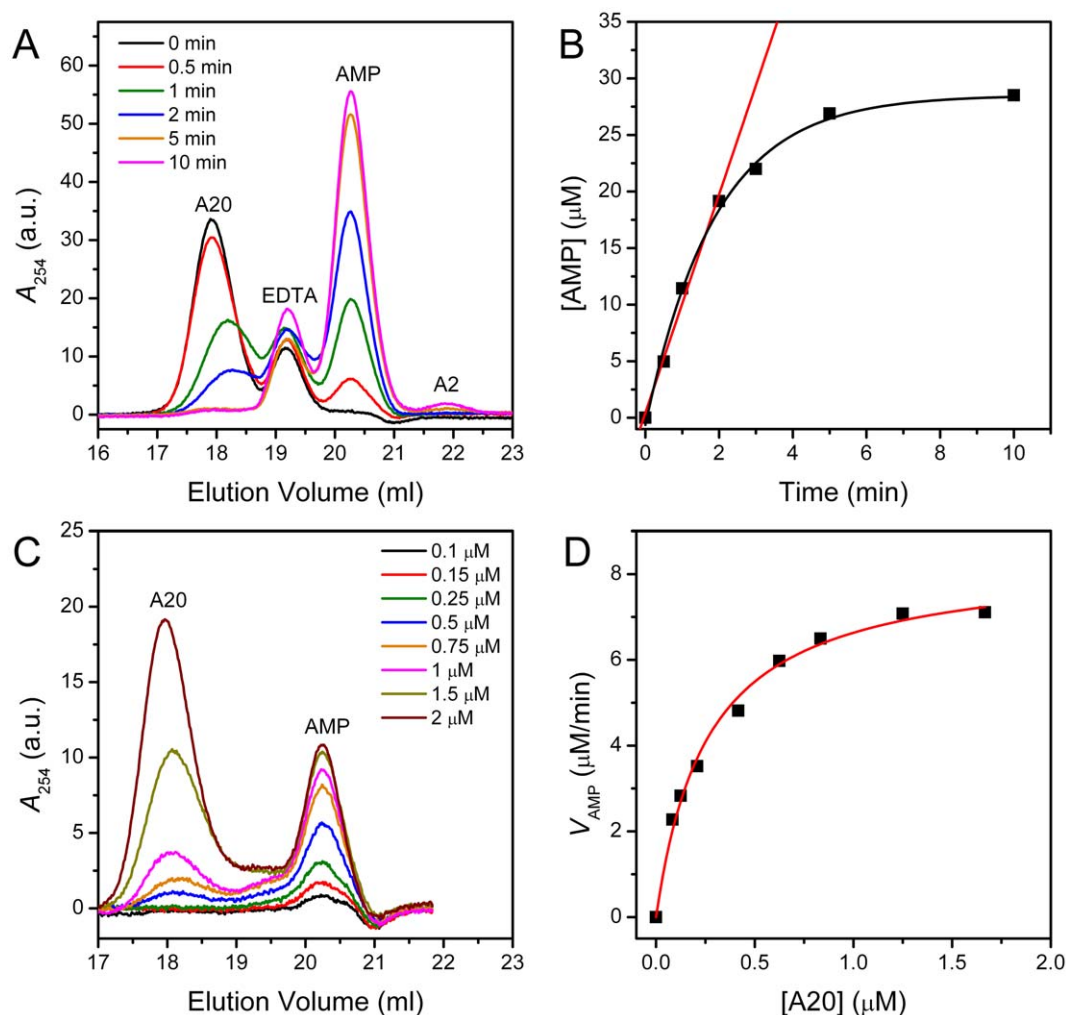 A
0 min
0.5 min
1 min
2 min
5 min
10 min
A20
EDTA
AMP
A2
60
50
40
30
20
10
0
A254 (a.u.)
16 17 18 19 20 21 22 23
Elution Volume (ml)
B
35
30
25
20
15
10
5
0
[AMP] (μM)
0 2 4 6 8 10
Time (min)
C
0.1 μM
0.15 μM
0.25 μM
0.5 μM
0.75 μM
1 μM
1.5 μM
2 μM
A20
AMP
25
20
15
10
5
0
A254 (a.u.)
17 18 19 20 21 22 23
Elution Volume (ml)
D
8
6
4
2
0
VAMP (μM/min)
0.0 0.5 1.0 1.5 2.0
[A20] (μM)